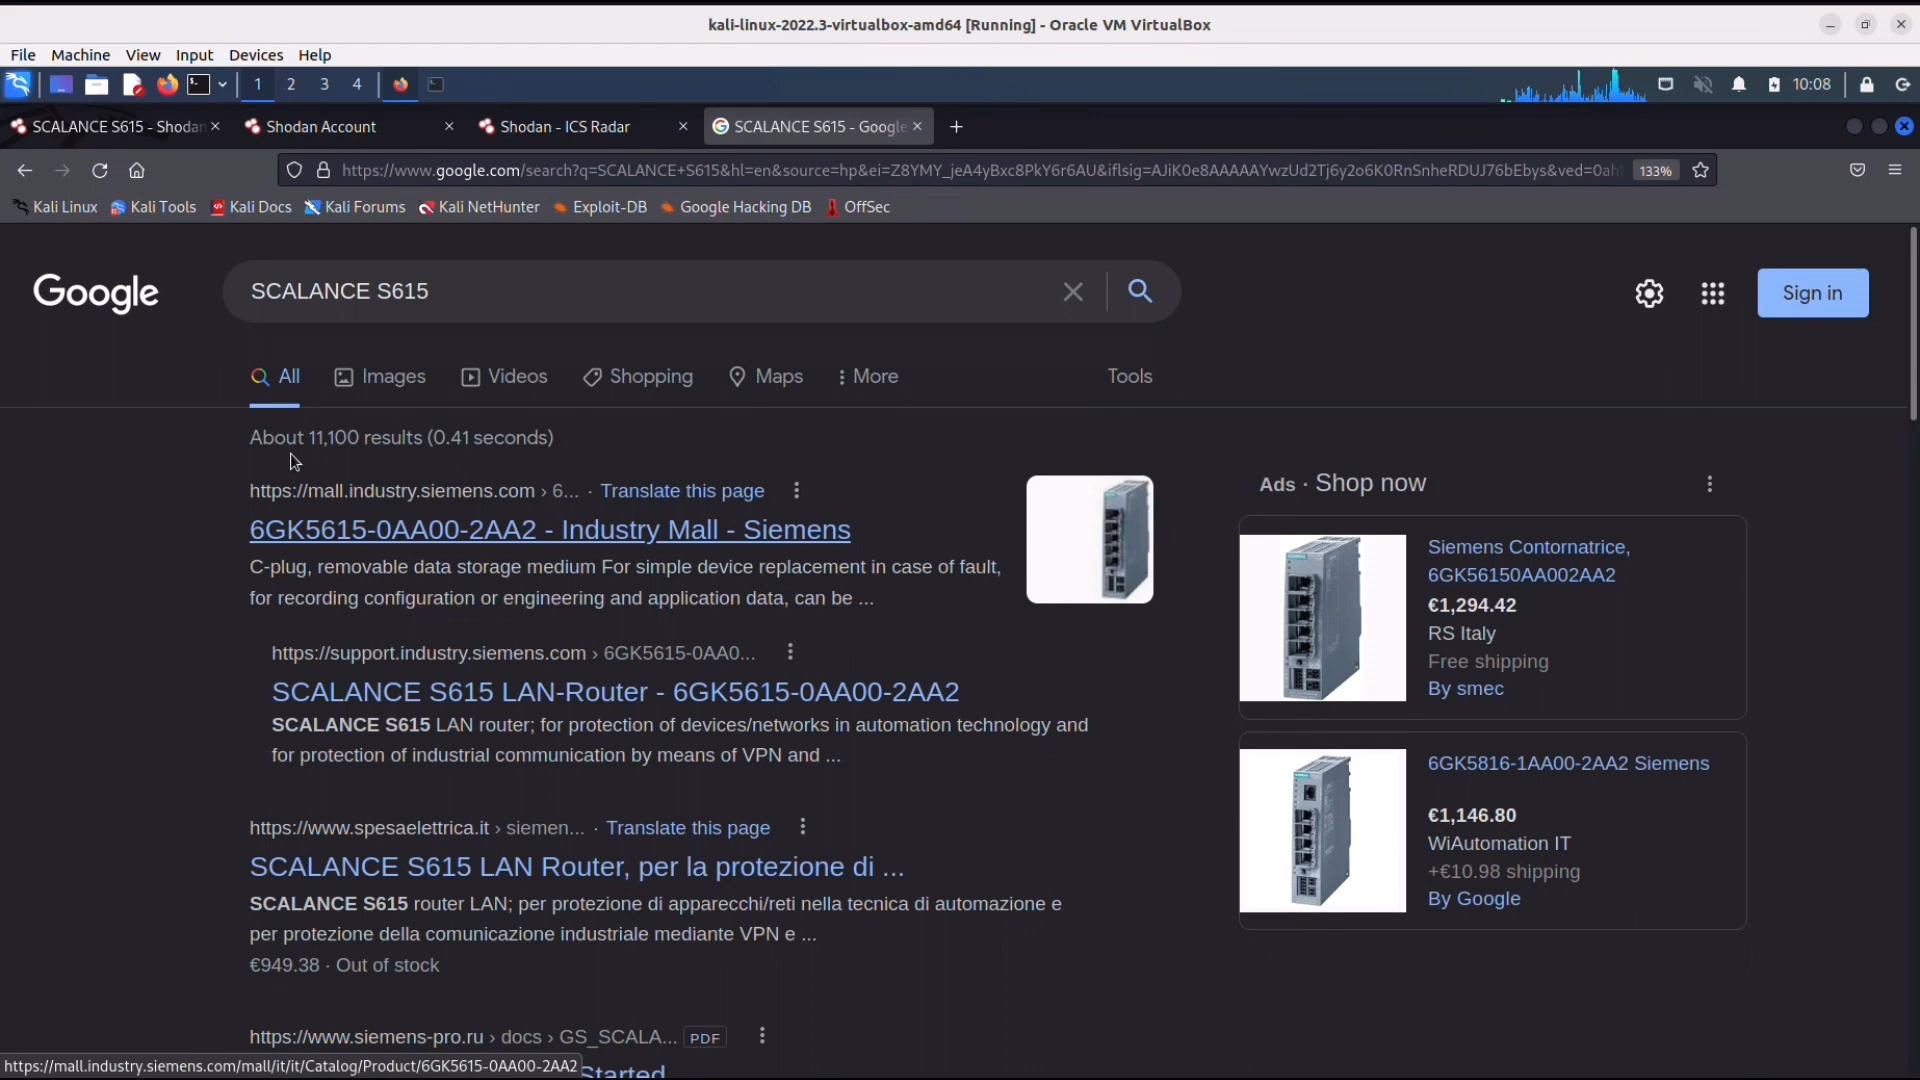 kali-linux-2022.3-virtualbox-amd64 [Running] - Oracle VM VirtualBox
File Machine View Input Devices Help
1 2 3 4 10:08
SCALANCE S615 - Shodan Shodan Account Shodan - ICS Radar SCALANCE S615 - Google
https://www.google.com/search?q=SCALANCE+S615&hl=en&source=hp&ei=Z8YMY_jeA4yBxc8PkY6r6AU&iflsig=AJiK0e8AAAAAYwzUd2Tj6y2o6K0RnSnheRDUJ76bEbys&ved=0ah 133%
Kali Linux Kali Tools Kali Docs Kali Forums Kali NetHunter Exploit-DB Google Hacking DB OffSec
Google
SCALANCE S615
Sign in
All Images Videos Shopping Maps More Tools
About 11,100 results (0.41 seconds)
https://mall.industry.siemens.com › 6... · Translate this page
6GK5615-0AA00-2AA2 - Industry Mall - Siemens
C-plug, removable data storage medium For simple device replacement in case of fault,
for recording configuration or engineering and application data, can be ...
https://support.industry.siemens.com › 6GK5615-0AA0...
SCALANCE S615 LAN-Router - 6GK5615-0AA00-2AA2
SCALANCE S615 LAN router; for protection of devices/networks in automation technology and
for protection of industrial communication by means of VPN and ...
https://www.spesaelettrica.it › siemen... · Translate this page
SCALANCE S615 LAN Router, per la protezione di ...
SCALANCE S615 router LAN; per protezione di apparecchi/reti nella tecnica di automazione e
per protezione della comunicazione industriale mediante VPN e ...
€949.38 · Out of stock
https://www.siemens-pro.ru › docs › GS_SCALA... PDF
Started
Ads · Shop now
Siemens Contornatrice,
6GK56150AA002AA2
€1,294.42
RS Italy
Free shipping
By smec
6GK5816-1AA00-2AA2 Siemens
€1,146.80
WiAutomation IT
+€10.98 shipping
By Google
https://mall.industry.siemens.com/mall/it/it/Catalog/Product/6GK5615-0AA00-2AA2